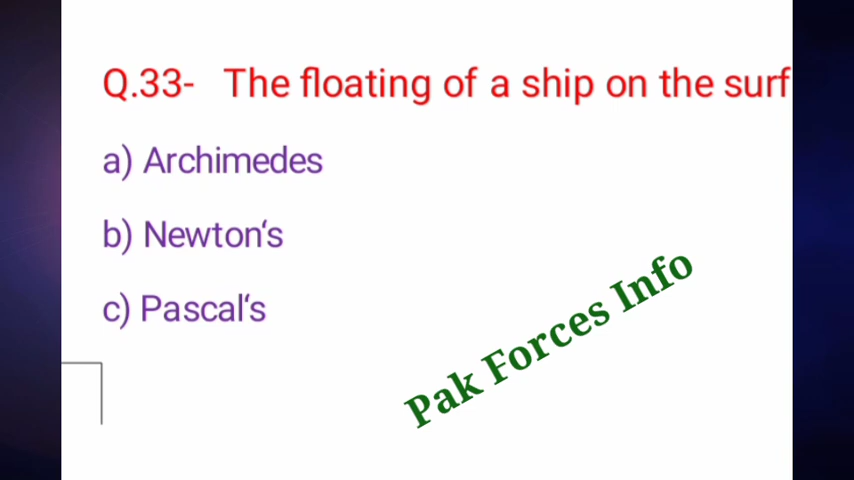 Q.33- The floating of a ship on the surf
a) Archimedes
b) Newton‘s
c) Pascal‘s
Pak Forces Info